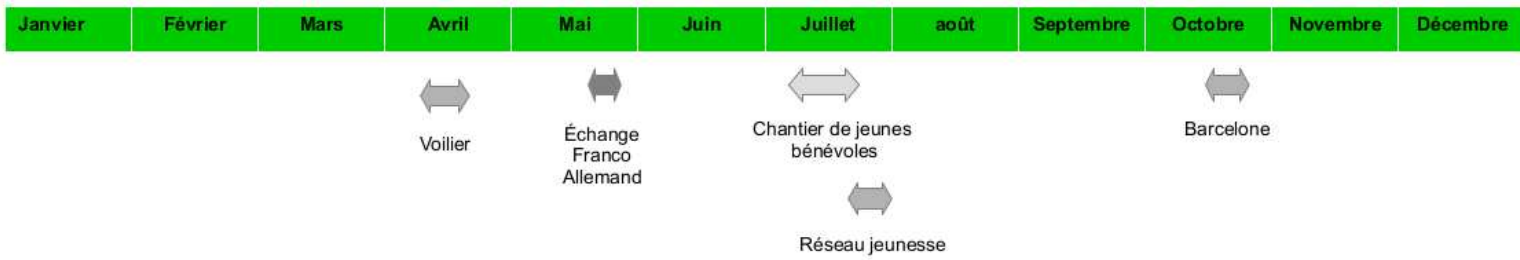 Janvier Février Mars Avril Mai Juin Juillet août Septembre Octobre Novembre Décembre
Voilier
Échange
Franco
Allemand
Chantier de jeunes
bénévoles
Réseau jeunesse
Barcelone